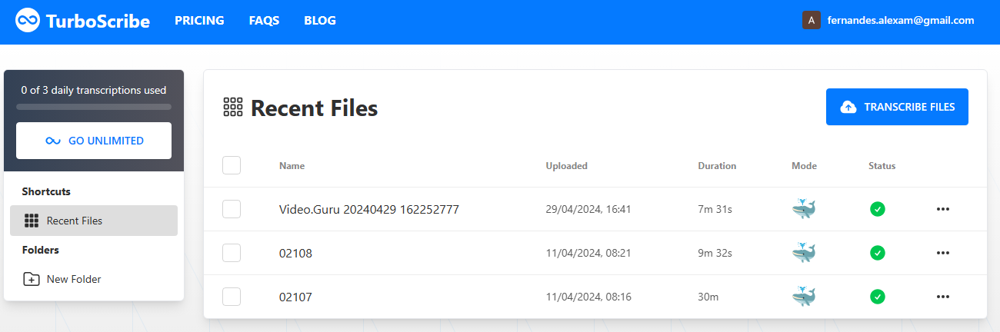 TurboScribe PRICING FAQS BLOG A fernandes.alexam@gmail.com
0 of 3 daily transcriptions used
GO UNLIMITED
Shortcuts
Recent Files
Folders
New Folder
Recent Files TRANSCRIBE FILES
Name Uploaded Duration Mode Status
Video.Guru 20240429 162252777 29/04/2024, 16:41 7m 31s
02108 11/04/2024, 08:21 9m 32s
02107 11/04/2024, 08:16 30m